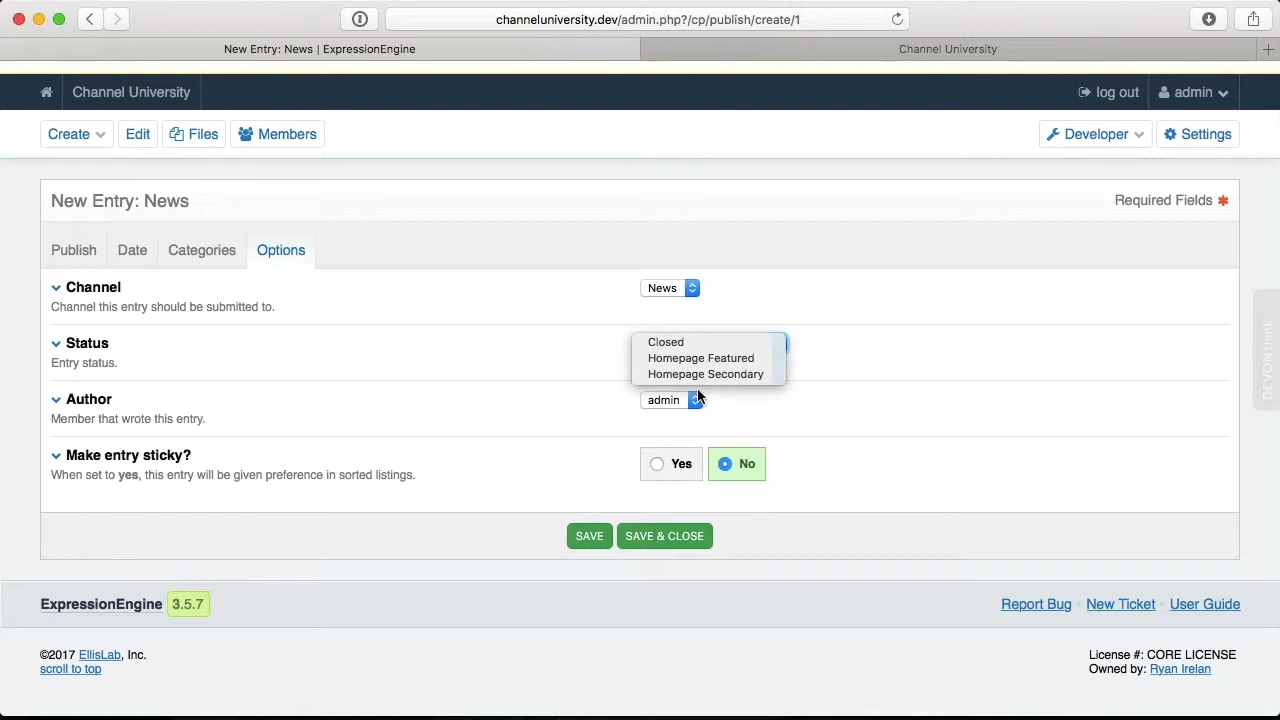 channeluniversity.dev/admin.php?/cp/publish/create/1
New Entry: News | ExpressionEngine
Channel University
Channel University
log out
admin
Create
Edit
Files
Members
Developer
Settings
New Entry: News
Required Fields *
Publish
Date
Categories
Options
Channel
Channel this entry should be submitted to.
News
Status
Entry status.
Closed
Homepage Featured
Homepage Secondary
Author
Member that wrote this entry.
admin
Make entry sticky?
When set to yes, this entry will be given preference in sorted listings.
Yes
No
SAVE
SAVE & CLOSE
ExpressionEngine 3.5.7
Report Bug · New Ticket · User Guide
©2017 EllisLab, Inc.
scroll to top
License #: CORE LICENSE
Owned by: Ryan Irelan
DEVONthink